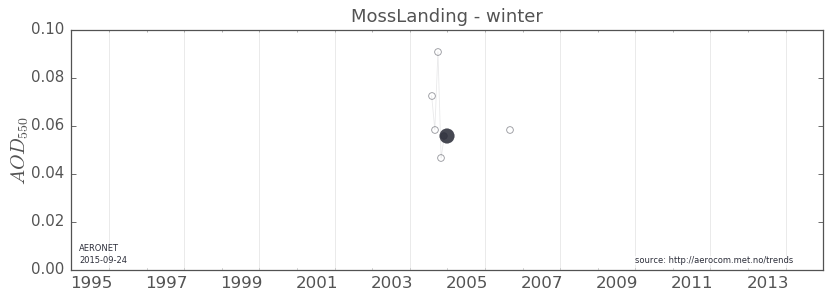 MossLanding - winter
0.10
0.08
0.06
0.04
0.02
0.00
AOD550
AERONET
2015-09-24
source: http://aerocom.met.no/trends
1995 1997 1999 2001 2003 2005 2007 2009 2011 2013